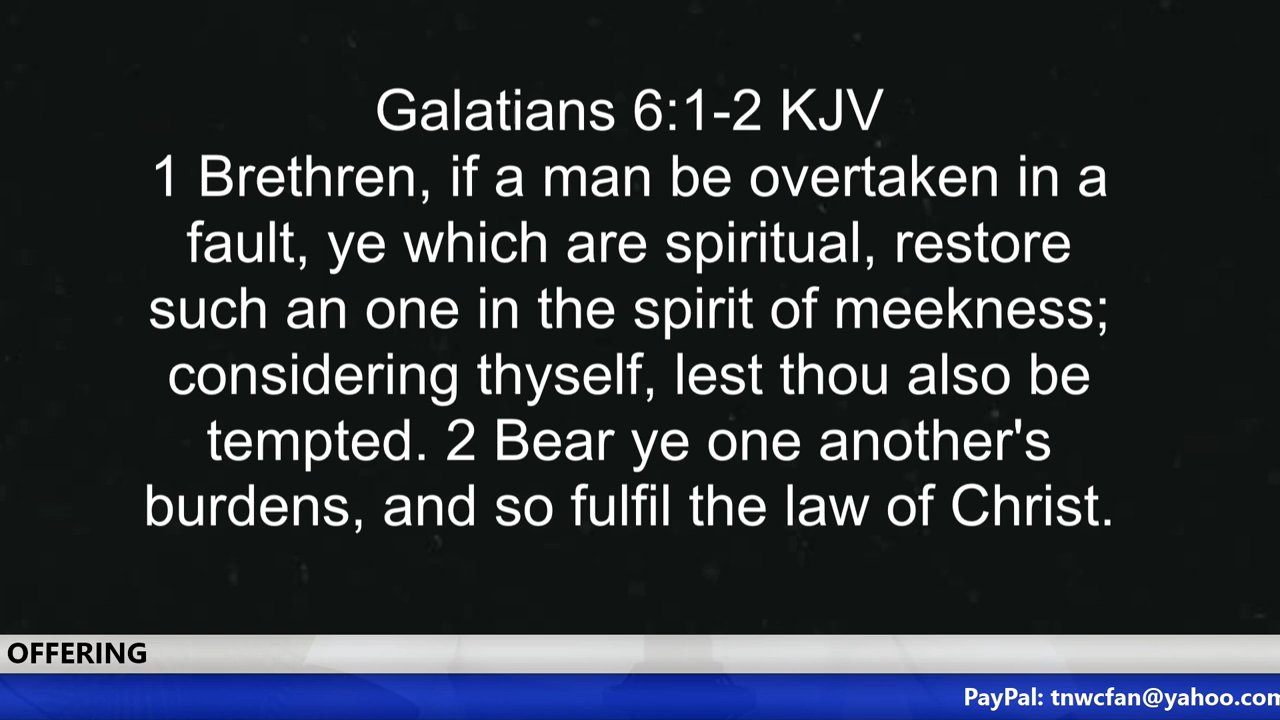 Galatians 6:1-2 KJV
1 Brethren, if a man be overtaken in a
fault, ye which are spiritual, restore
such an one in the spirit of meekness;
considering thyself, lest thou also be
tempted. 2 Bear ye one another's
burdens, and so fulfil the law of Christ.
OFFERING
PayPal: tnwcfan@yahoo.com